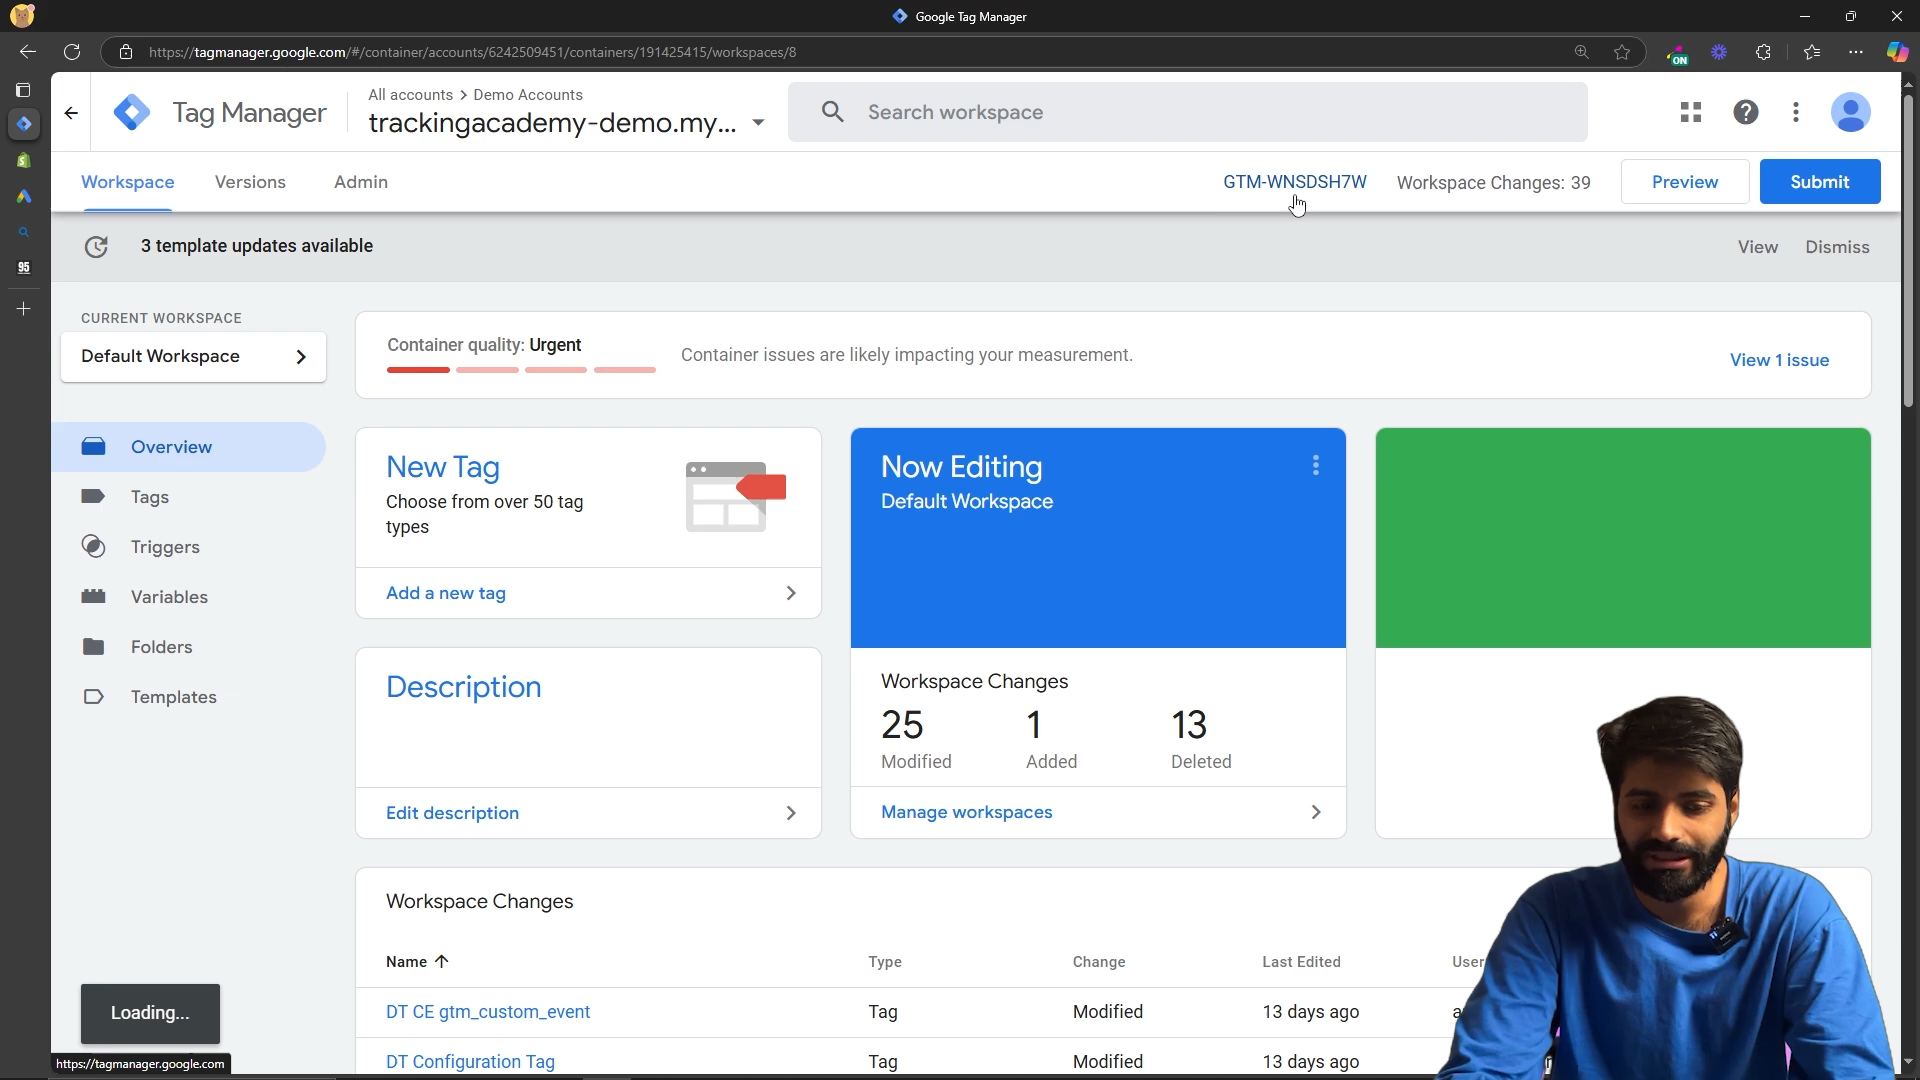 Google Tag Manager
https://tagmanager.google.com/#/container/accounts/6242509451/containers/191425415/workspaces/8
ON
95
Tag Manager
All accounts > Demo Accounts
trackingacademy-demo.my...
Search workspace
Workspace
Versions
Admin
GTM-WNSDSH7W
Workspace Changes: 39
Preview
Submit
3 template updates available
View
Dismiss
CURRENT WORKSPACE
Default Workspace
Overview
Tags
Triggers
Variables
Folders
Templates
Container quality: Urgent
Container issues are likely impacting your measurement.
View 1 issue
New Tag
Choose from over 50 tag
types
Add a new tag
Description
Edit description
Now Editing
Default Workspace
Workspace Changes
25 1 13
Modified Added Deleted
Manage workspaces
Workspace Changes
Name Type Change Last Edited User
DT CE gtm_custom_event Tag Modified 13 days ago
DT Configuration Tag Tag Modified 13 days ago
Loading...
https://tagmanager.google.com